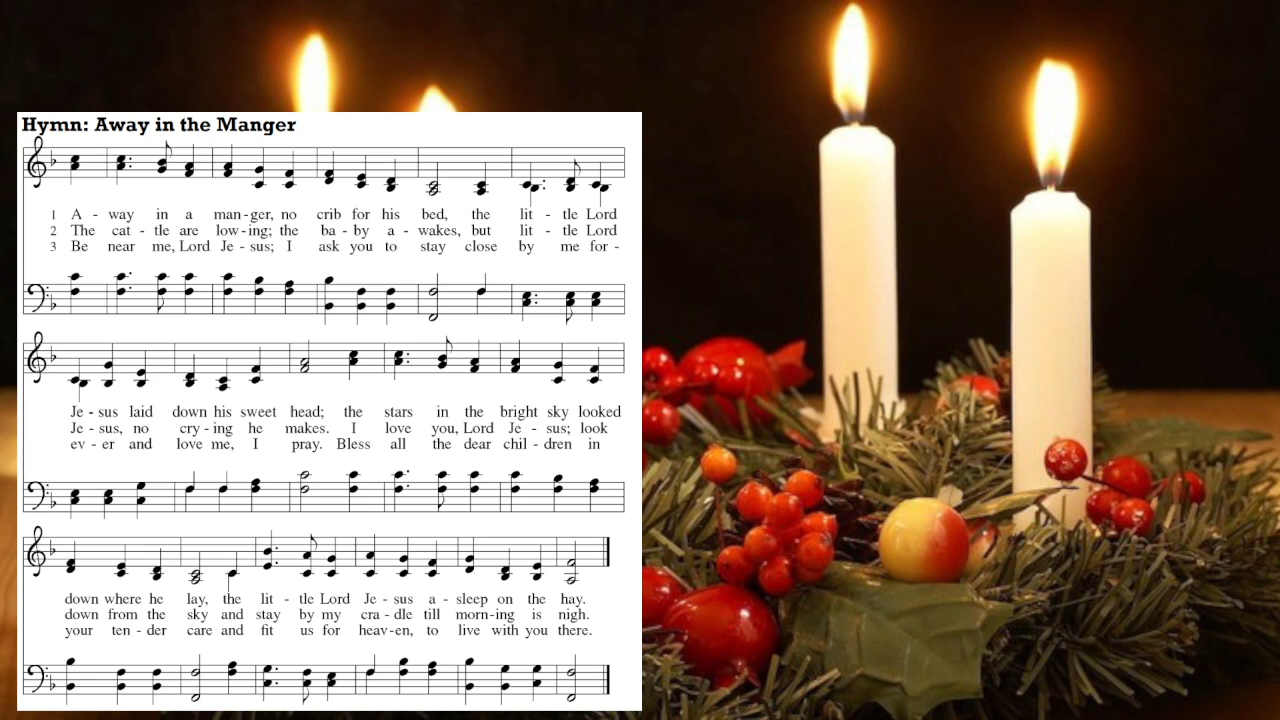 Hymn: Away in the Manger
1 A - way in a man - ger, no crib for his bed, the lit - tle Lord
2 The cat - tle are low - ing; the ba - by a - wakes, but lit - tle Lord
3 Be near me, Lord Je - sus; I ask you to stay close by me for -
Je - sus laid down his sweet head; the stars in the bright sky looked
Je - sus, no cry - ing he makes. I love you, Lord Je - sus; look
ev - er and love me, I pray. Bless all the dear chil - dren in
down where he lay, the lit - tle Lord Je - sus a - sleep on the hay.
down from the sky and stay by my cra - dle till morn - ing is nigh.
your ten - der care and fit us for heav - en, to live with you there.